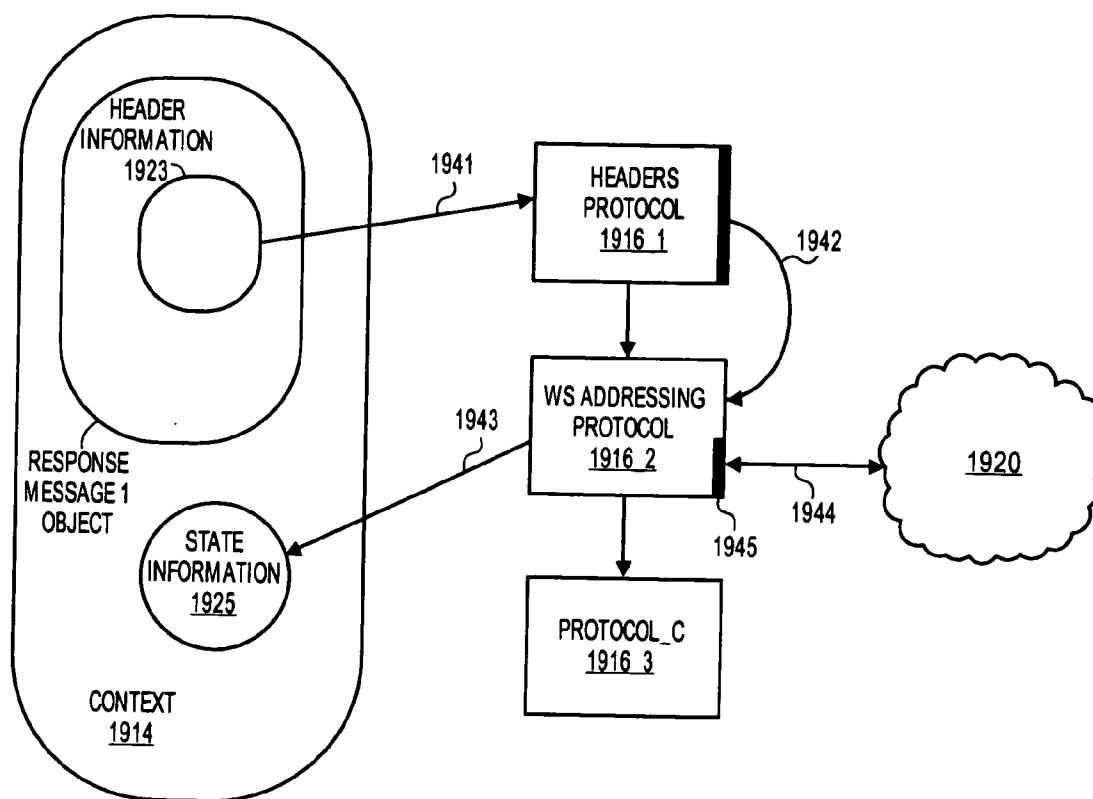 HEADER
INFORMATION
1923
1941
HEADERS
PROTOCOL
1916_1
1942
RESPONSE
MESSAGE 1
OBJECT
1943
WS ADDRESSING
PROTOCOL
1916_2
1944
1945
1920
STATE
INFORMATION
1925
PROTOCOL_C
1916_3
CONTEXT
1914